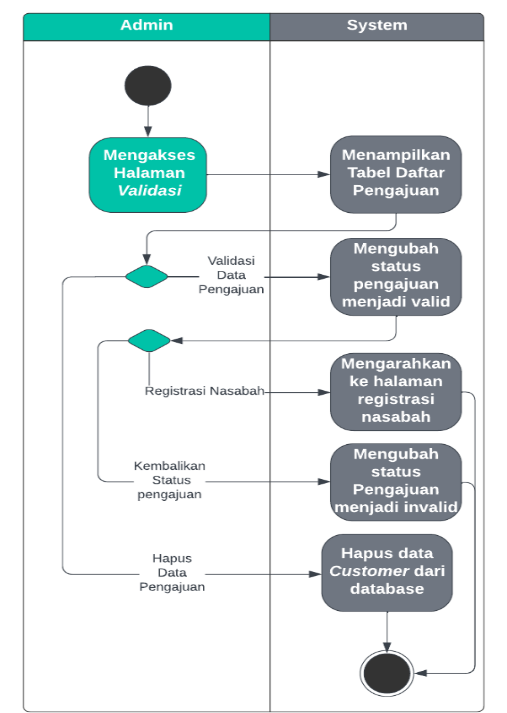 Admin
System
Mengakses
Halaman
Validasi
Menampilkan
Tabel Daftar
Pengajuan
Validasi
Data
Pengajuan
Mengubah
status
pengajuan
menjadi valid
Registrasi Nasabah
Mengarahkan
ke halaman
registrasi
nasabah
Kembalikan
Status
pengajuan
Mengubah
status
Pengajuan
menjadi invalid
Hapus
Data
Pengajuan
Hapus data
Customer dari
database